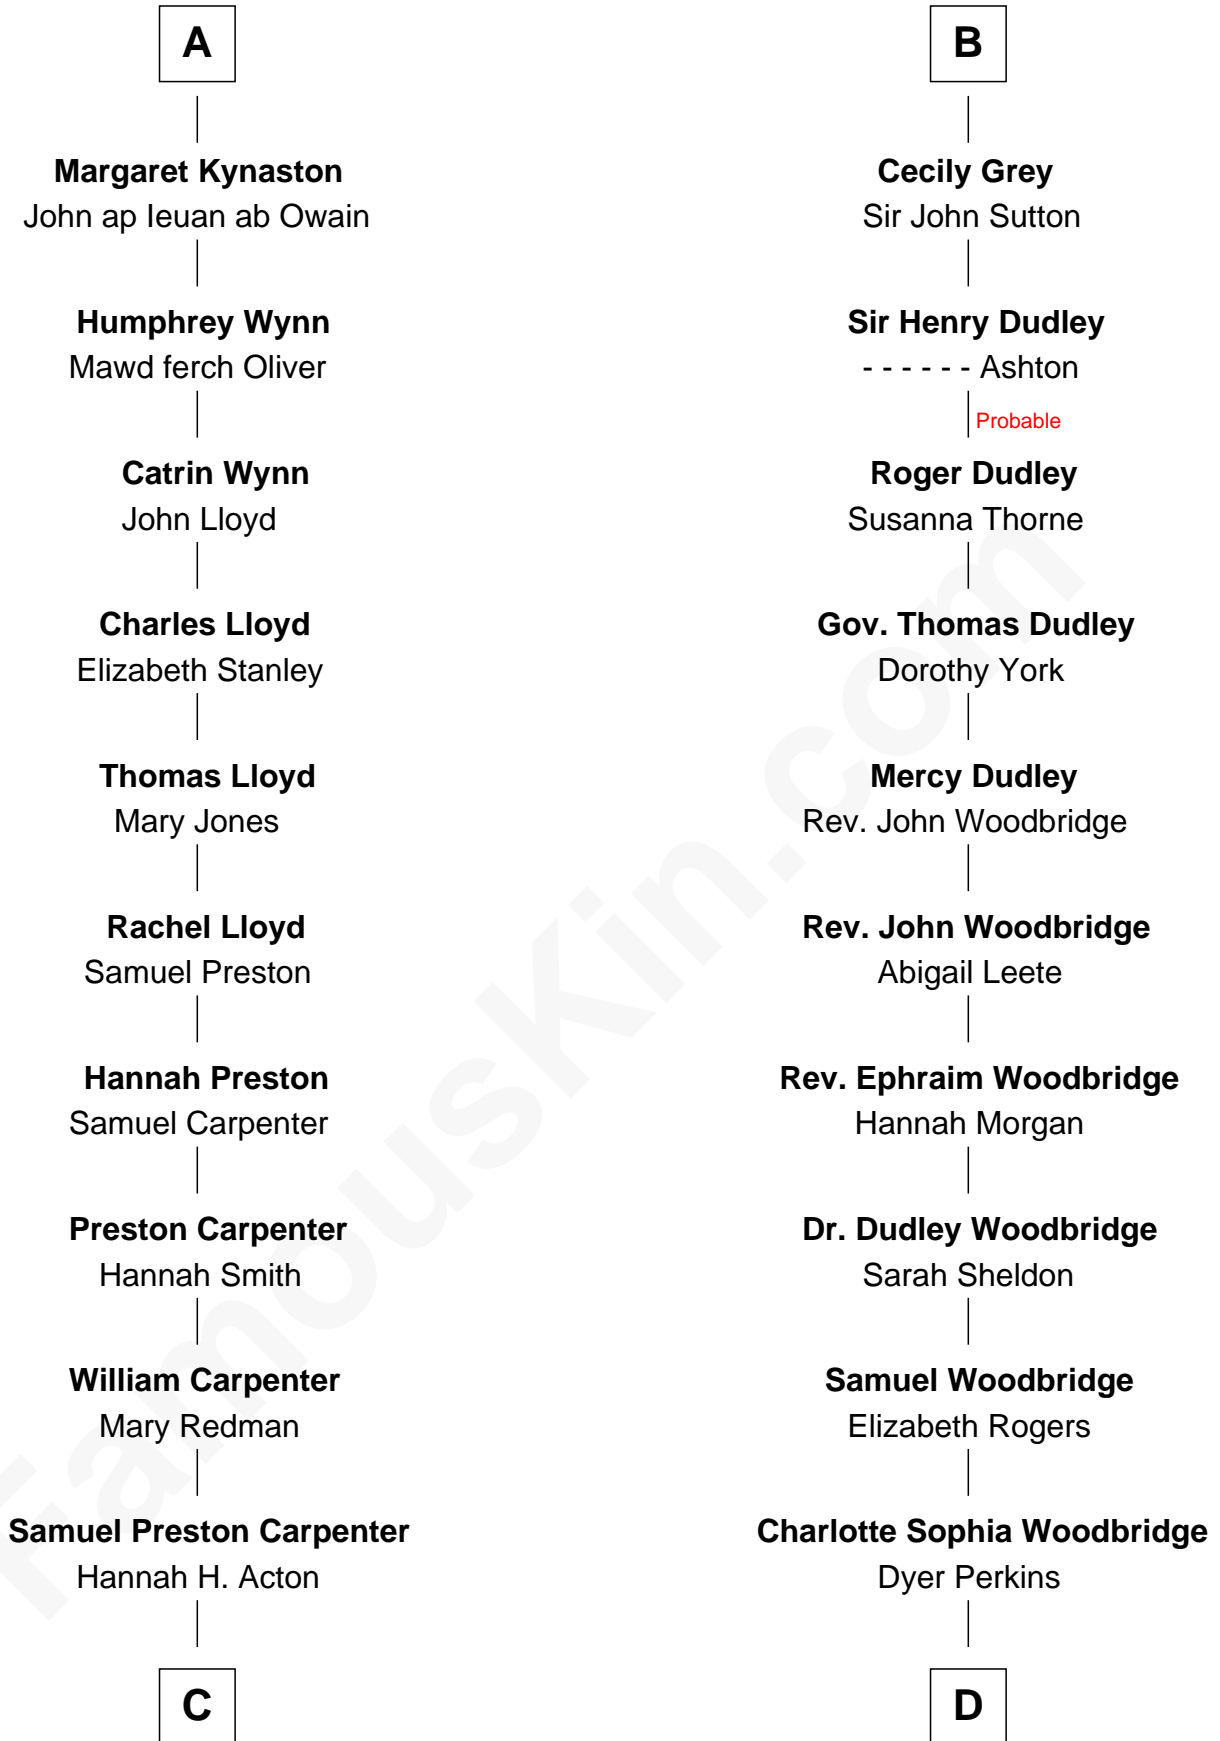 A
Margaret Kynaston
John ap Ieuan ab Owain
Humphrey Wynn
Mawd ferch Oliver
Catrin Wynn
John Lloyd
Charles Lloyd
Elizabeth Stanley
Thomas Lloyd
Mary Jones
Rachel Lloyd
Samuel Preston
Hannah Preston
Samuel Carpenter
Preston Carpenter
Hannah Smith
William Carpenter
Mary Redman
Samuel Preston Carpenter
Hannah H. Acton
C
B
Cecily Grey
Sir John Sutton
Sir Henry Dudley
- - - - - - Ashton
Probable
Roger Dudley
Susanna Thorne
Gov. Thomas Dudley
Dorothy York
Mercy Dudley
Rev. John Woodbridge
Rev. John Woodbridge
Abigail Leete
Rev. Ephraim Woodbridge
Hannah Morgan
Dr. Dudley Woodbridge
Sarah Sheldon
Samuel Woodbridge
Elizabeth Rogers
Charlotte Sophia Woodbridge
Dyer Perkins
D
FamousKin.com